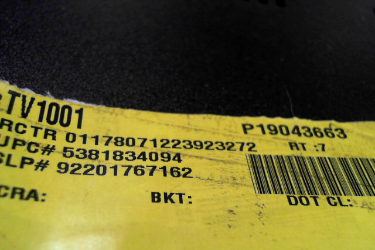 TV1001
P19043663
RCTR 01178071223923272
RT :7
UPC# 5381834094
SLP# 92201767162
CRA:
BKT:
DOT CL: